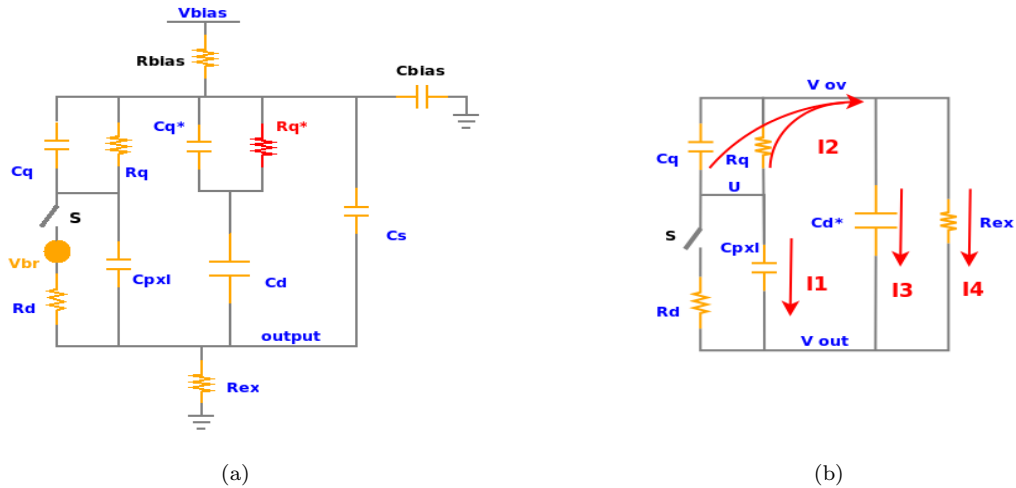 Vbias
Rbias
Cbias
Cq
Rq
Cq*
Rq*
S
Vbr
Cpxl
Cd
Cs
Rd
output
Rex
(a)
V ov
Cq
Rq
I2
U
S
Cpxl
Cd*
Rex
Rd
I1
I3
I4
V out
(b)